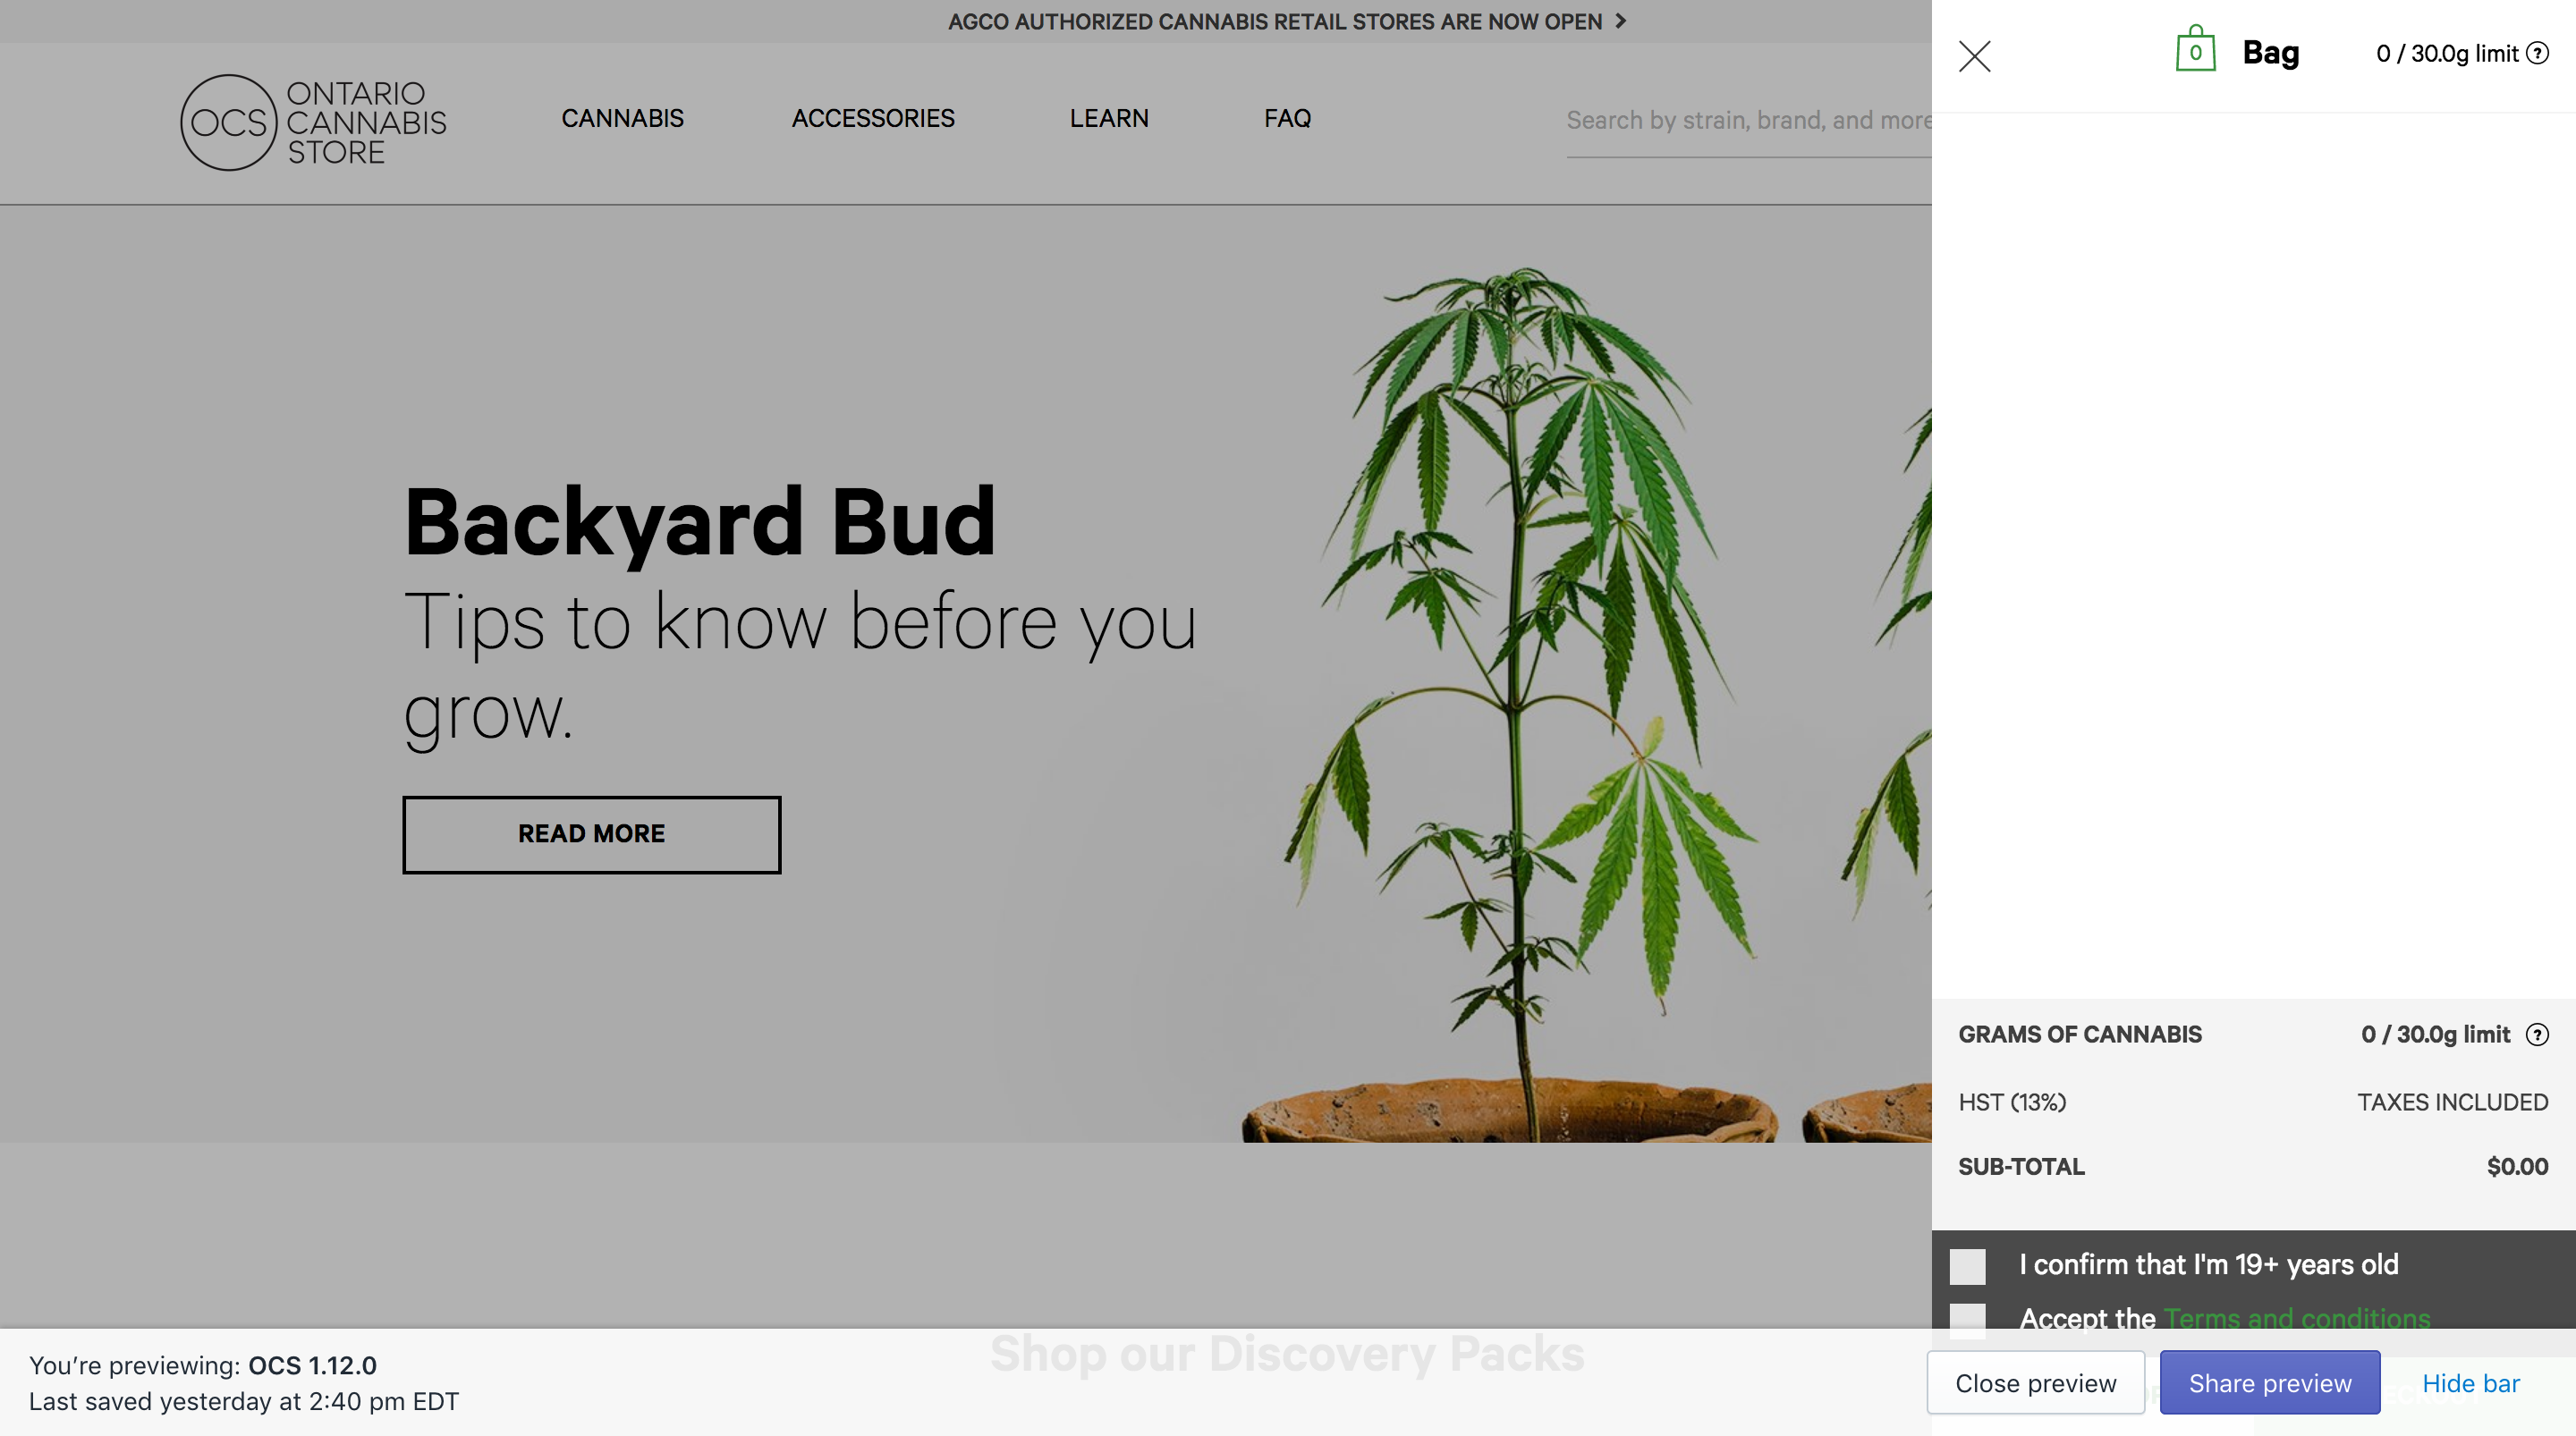 AGCO AUTHORIZED CANNABIS RETAIL STORES ARE NOW OPEN
OCS
ONTARIO
CANNABIS
STORE
CANNABIS
ACCESSORIES
LEARN
FAQ
Search by strain, brand, and more
0
Bag
0 / 30.0g limit ?
Backyard Bud
Tips to know before you
grow.
READ MORE
GRAMS OF CANNABIS
0 / 30.0g limit ?
HST (13%)
TAXES INCLUDED
SUB-TOTAL
$0.00
I confirm that I'm 19+ years old
Accept the Terms and conditions
Shop our Discovery Packs
You're previewing: OCS 1.12.0
Last saved yesterday at 2:40 pm EDT
Close preview
Share preview
Hide bar